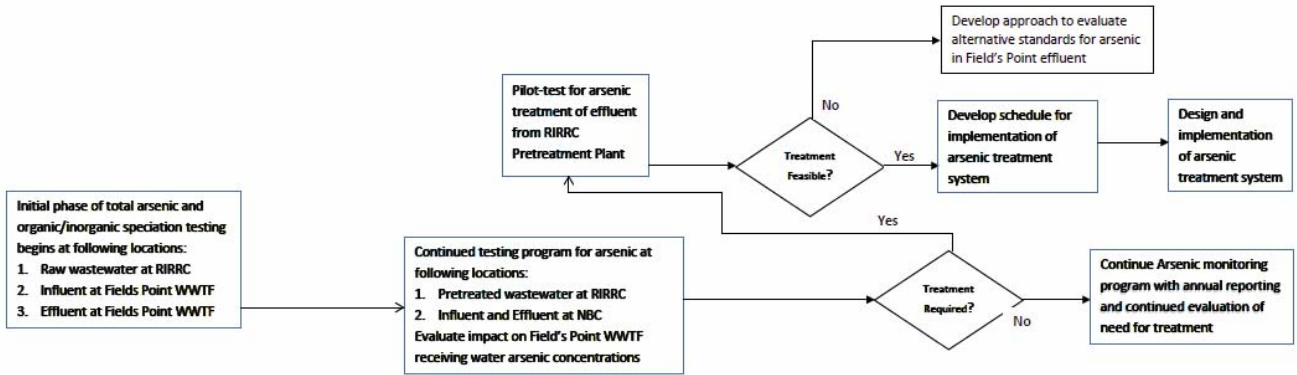 Initial phase of total arsenic and
organic/inorganic speciation testing
begins at following locations:
1. Raw wastewater at RIRRC
2. Influent at Fields Point WWTF
3. Effluent at Fields Point WWTF
Continued testing program for arsenic at
following locations:
1. Pretreated wastewater at RIRRC
2. Influent and Effluent at NBC
Evaluate impact on Field's Point WWTF
receiving water arsenic concentrations
Treatment
Required?
Yes
No
Continue Arsenic monitoring
program with annual reporting
and continued evaluation of
need for treatment
Pilot-test for arsenic
treatment of effluent
from RIRRC
Pretreatment Plant
Treatment
Feasible?
No
Yes
Develop approach to evaluate
alternative standards for arsenic
in Field's Point effluent
Develop schedule for
implementation of
arsenic treatment
system
Design and
implementation
of arsenic
treatment system